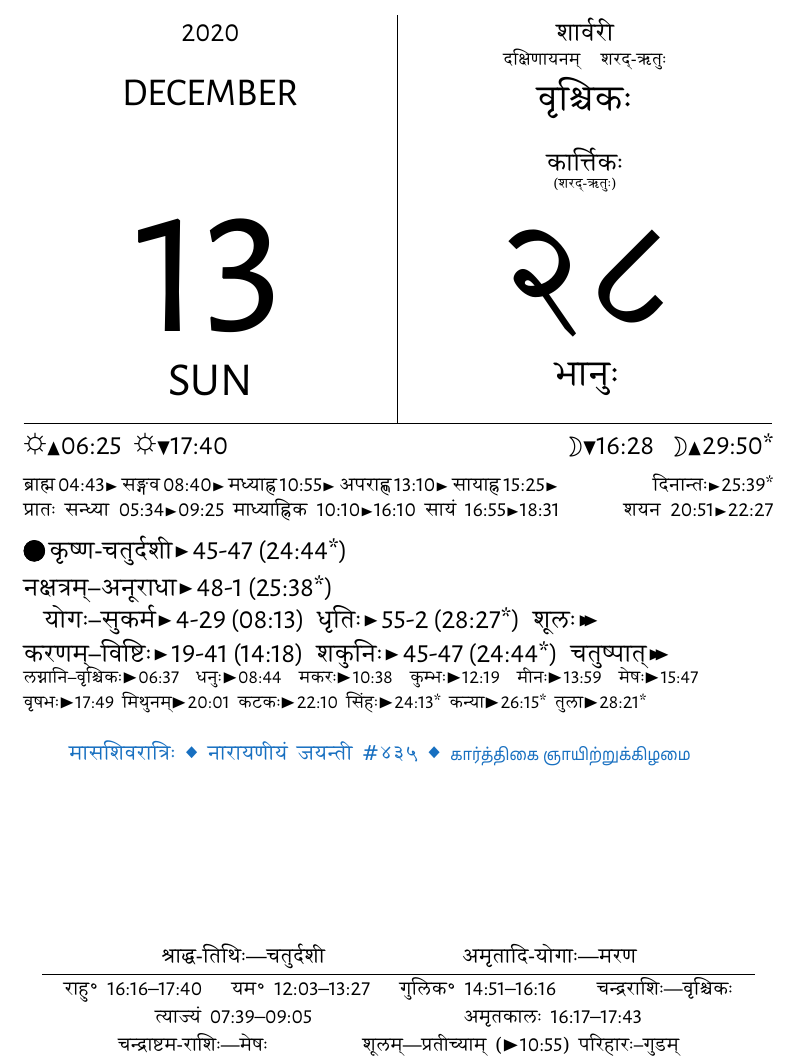 2020
DECEMBER
13
SUN
शार्वरी
दक्षिणायनम् शरद्-ऋतुः
वृश्चिकः
कार्त्तिकः
(शरद्-ऋतुः)
२८
भानुः
☼▲06:25 ☼▼17:40 ☽▼16:28 ☽▲29:50*
ब्राह्म04:43► सङ्गव08:40► मध्याह्न10:55► अपराह्ण13:10► सायाह्न15:25► दिनान्तः►25:39*
प्रातः सन्ध्या 05:34►09:25 माध्याह्निक 10:10►16:10 सायं 16:55►18:31 शयन 20:51►22:27
●कृष्ण-चतुर्दशी►45-47 (24:44*)
नक्षत्रम्–अनूराधा►48-1 (25:38*)
योगः–सुकर्म►4-29 (08:13) धृतिः►55-2 (28:27*) शूलः►►
करणम्–विष्टिः►19-41 (14:18) शकुनिः►45-47 (24:44*) चतुष्पात्►►
लग्नानि–वृश्चिकः►06:37 धनुः►08:44 मकरः►10:38 कुम्भः►12:19 मीनः►13:59 मेषः►15:47
वृषभः►17:49 मिथुनम्►20:01 कटकः►22:10 सिंहः►24:13* कन्या►26:15* तुला►28:21*
मासशिवरात्रिः ♦ नारायणीयं जयन्ती #४३५ ♦ கார்த்திகை ஞாயிற்றுக்கிழமை
श्राद्ध-तिथिः—चतुर्दशी अमृतादि-योगाः—मरण
राहु° 16:16–17:40 यम° 12:03–13:27 गुलिक° 14:51–16:16 चन्द्रराशिः—वृश्चिकः
त्याज्यं 07:39–09:05 अमृतकालः 16:17–17:43
चन्द्राष्टम-राशिः—मेषः शूलम्—प्रतीच्याम् (►10:55) परिहारः–गुडम्